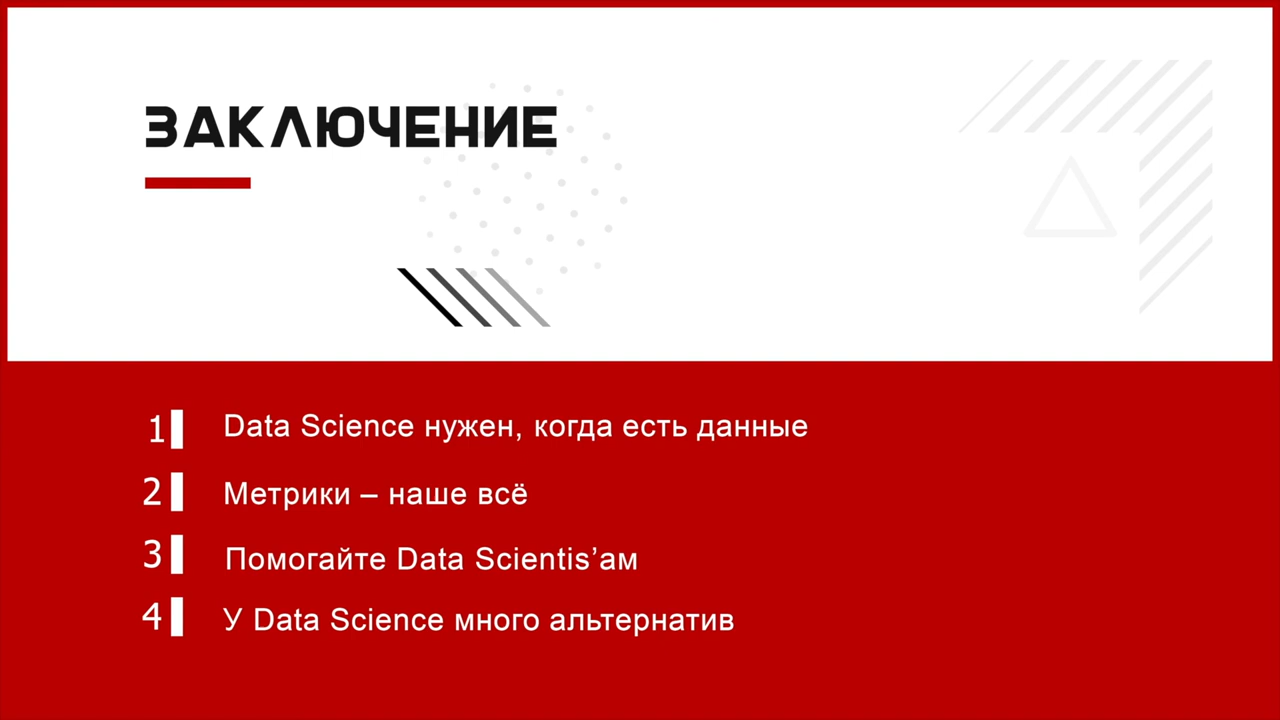 ЗАКЛЮЧЕНИЕ
1 Data Science нужен, когда есть данные
2 Метрики – наше всё
3 Помогайте Data Scientis’ам
4 У Data Science много альтернатив